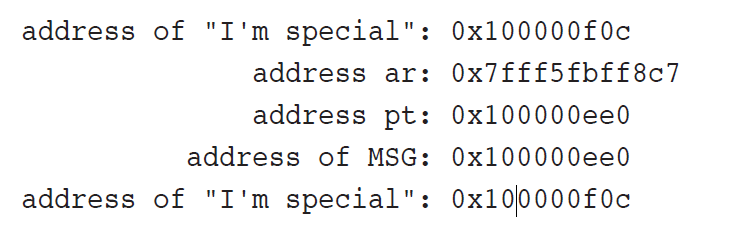 address of "I'm special": 0x100000f0c
address ar: 0x7fff5fbff8c7
address pt: 0x100000ee0
address of MSG: 0x100000ee0
address of "I'm special": 0x100000f0c